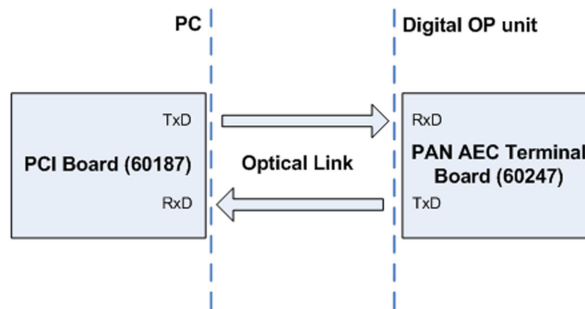 PC
Digital OP unit
TxD
RxD
PCI Board (60187)
Optical Link
PAN AEC Terminal
Board (60247)
RxD
TxD